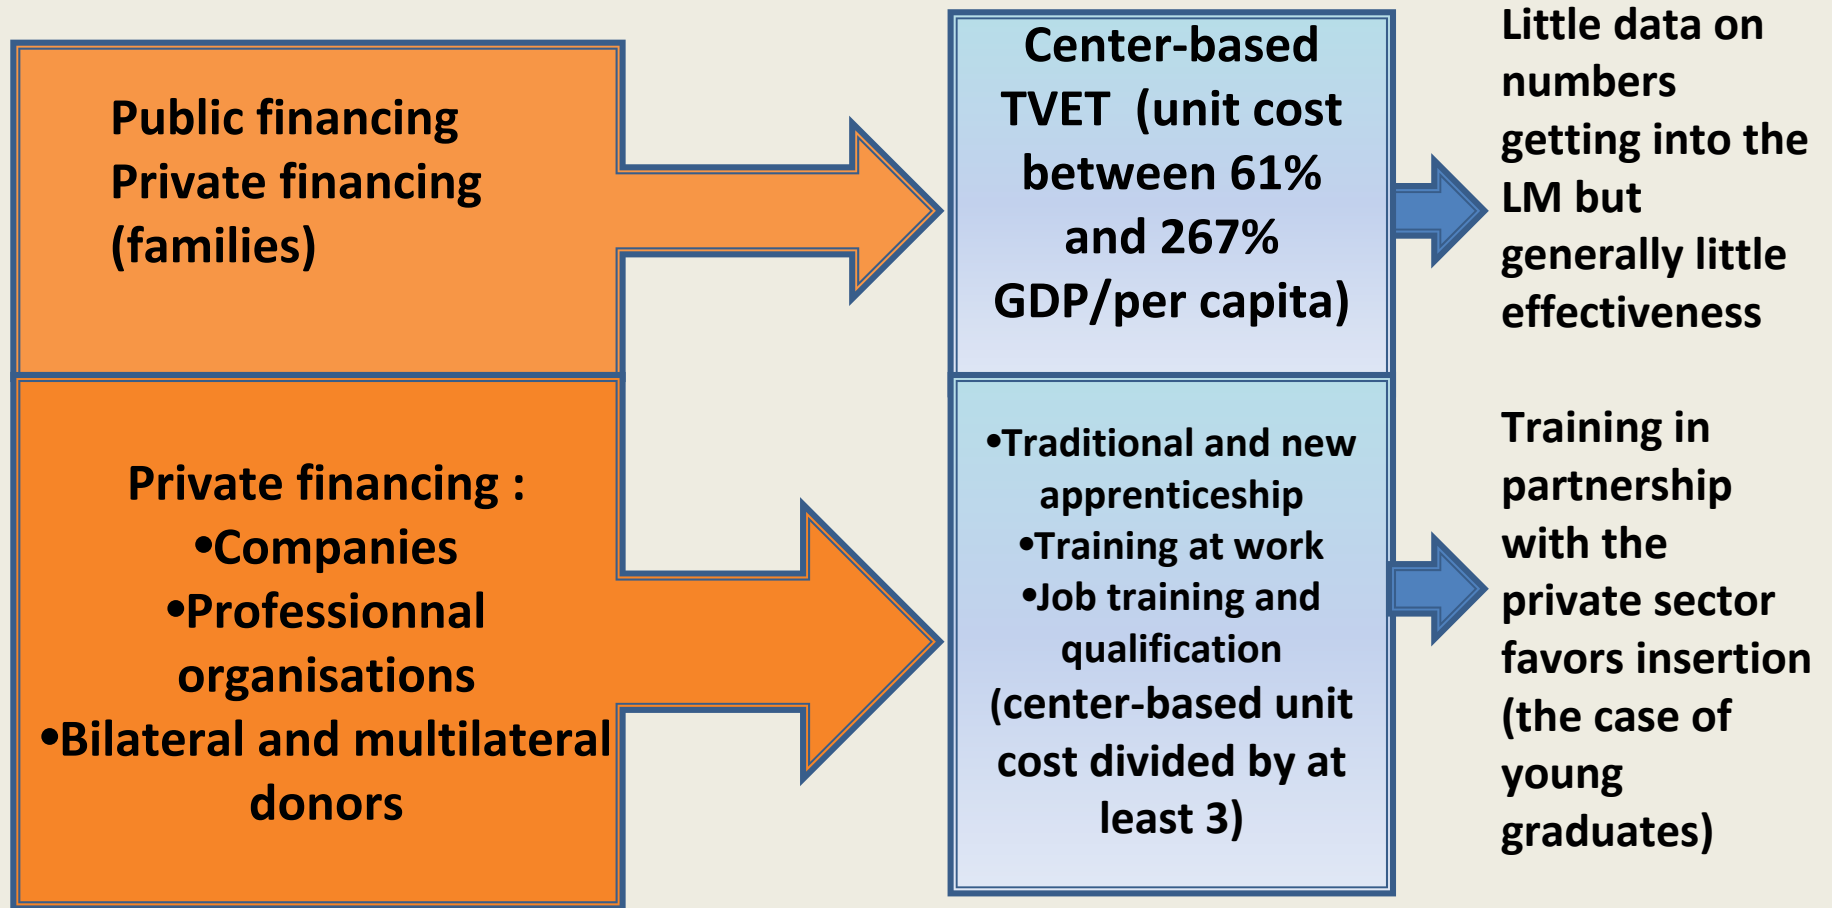 Public financing
Private financing
(families)
Center-based
TVET (unit cost
between 61%
and 267%
GDP/per capita)
Little data on
numbers
getting into the
LM but
generally little
effectiveness
Private financing :
•Companies
•Professionnal
organisations
•Bilateral and multilateral
donors
•Traditional and new
apprenticeship
•Training at work
•Job training and
qualification
(center-based unit
cost divided by at
least 3)
Training in
partnership
with the
private sector
favors insertion
(the case of
young
graduates)